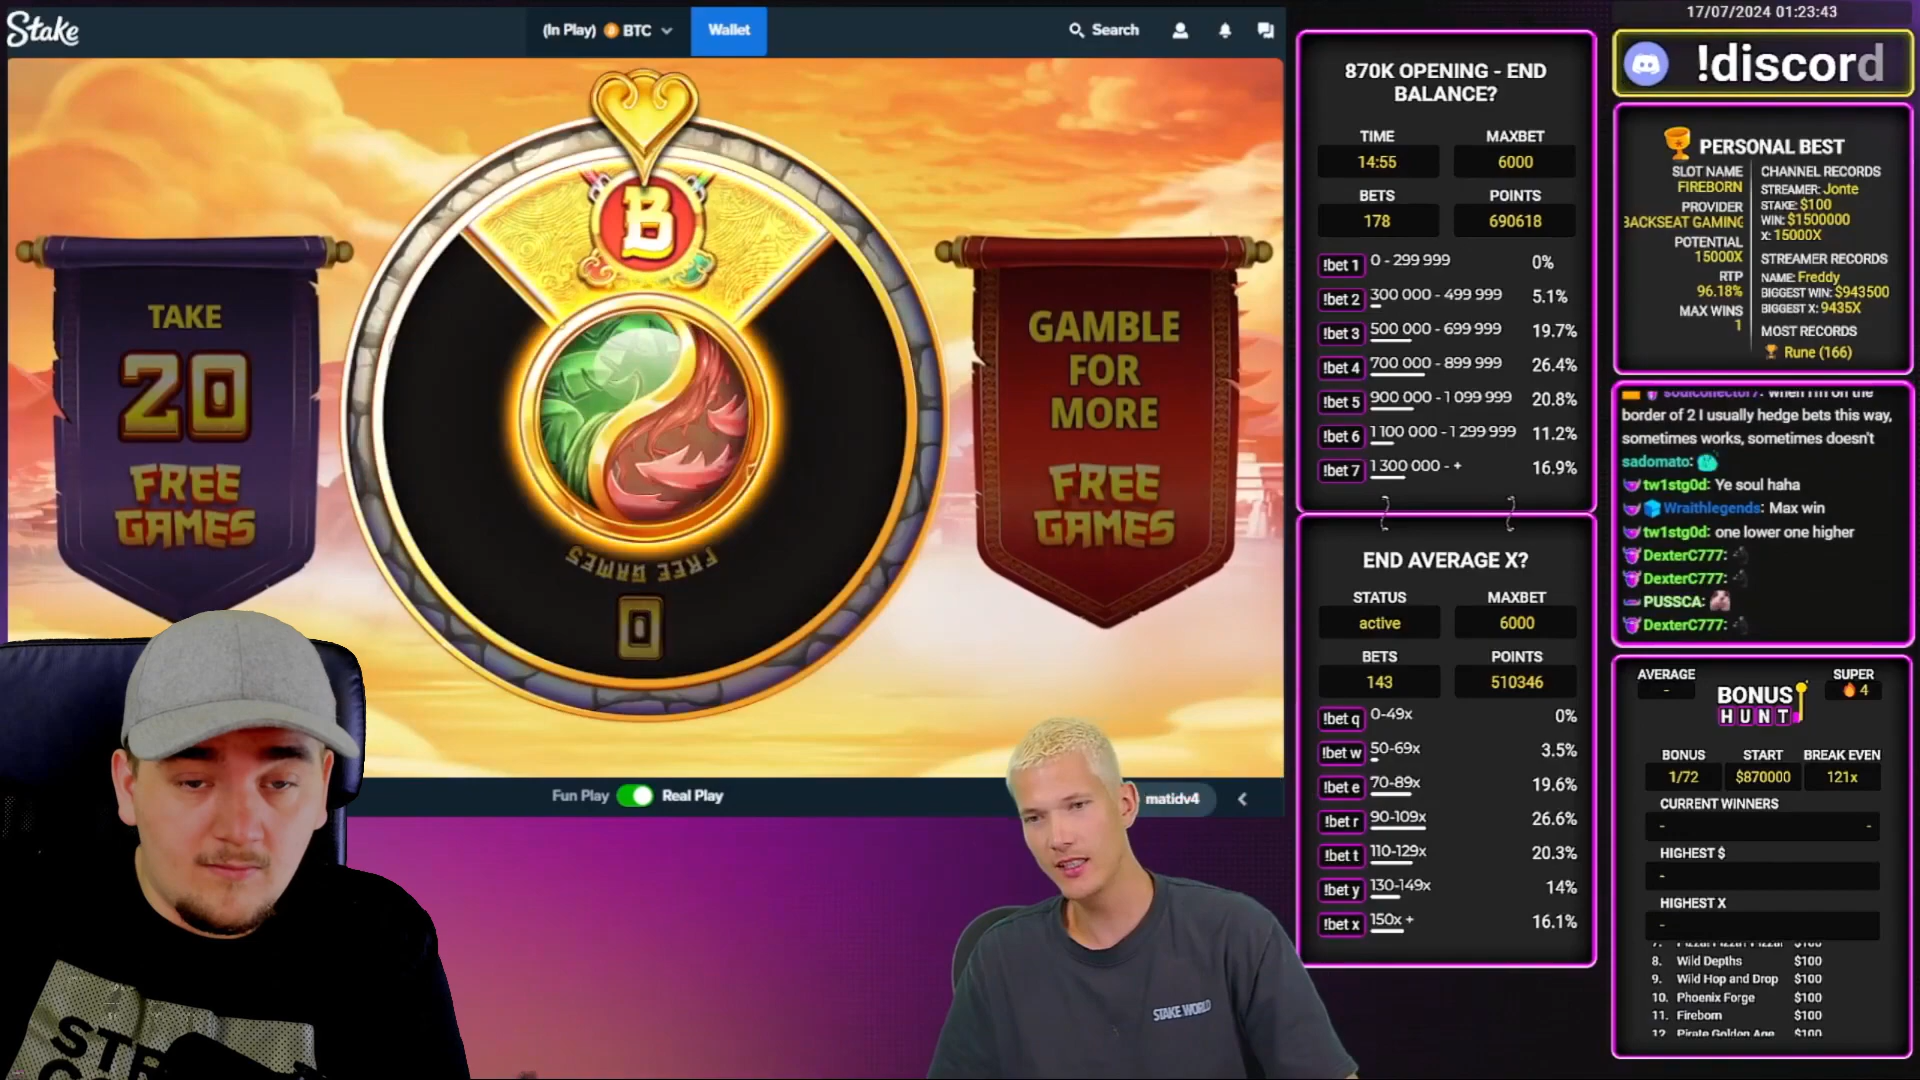 Stake
(In Play) BTC
Wallet
Search
B
TAKE
20
FREE
GAMES
GAMBLE
FOR
MORE
FREE
GAMES
FREE GAMES
0
Fun Play
Real Play
matidv4
STAKE WORLD
870K OPENING - END
BALANCE?
TIME MAXBET
14:55 6000
BETS POINTS
178 690618
!bet 1 0 - 299 999 0%
!bet 2 300 000 - 499 999 5.1%
!bet 3 500 000 - 699 999 19.7%
!bet 4 700 000 - 899 999 26.4%
!bet 5 900 000 - 1 099 999 20.8%
!bet 6 1 100 000 - 1 299 999 11.2%
!bet 7 1 300 000 - + 16.9%
END AVERAGE X?
STATUS MAXBET
active 6000
BETS POINTS
143 510346
!bet q 0-49x 0%
!bet w 50-69x 3.5%
!bet e 70-89x 19.6%
!bet r 90-109x 26.6%
!bet t 110-129x 20.3%
!bet y 130-149x 14%
!bet x 150x + 16.1%
17/07/2024 01:23:43
!discord
PERSONAL BEST
SLOT NAME
FIREBORN
PROVIDER
BACKSEAT GAMING
POTENTIAL
15000X
RTP
96.18%
MAX WINS
1
CHANNEL RECORDS
STREAMER: Jonte
STAKE: $100
WIN: $1500000
X: 15000X
STREAMER RECORDS
NAME: Freddy
BIGGEST WIN: $943500
BIGGEST X: 9435X
MOST RECORDS
Rune (166)
when I'm on the
border of 2 I usually hedge bets this way,
sometimes works, sometimes doesn't
sadomato:
tw1stg0d: Ye soul haha
Wraithlegends: Max win
tw1stg0d: one lower one higher
DexterC777:
DexterC777:
PUSSCA:
DexterC777:
AVERAGE
-
BONUS
HUNT
SUPER
4
BONUS START BREAK EVEN
1/72 $870000 121x
CURRENT WINNERS
- -
HIGHEST $
-
HIGHEST X
-
8. Wild Depths $100
9. Wild Hop and Drop $100
10. Phoenix Forge $100
11. Fireborn $100
12. Pirate Golden Age $100